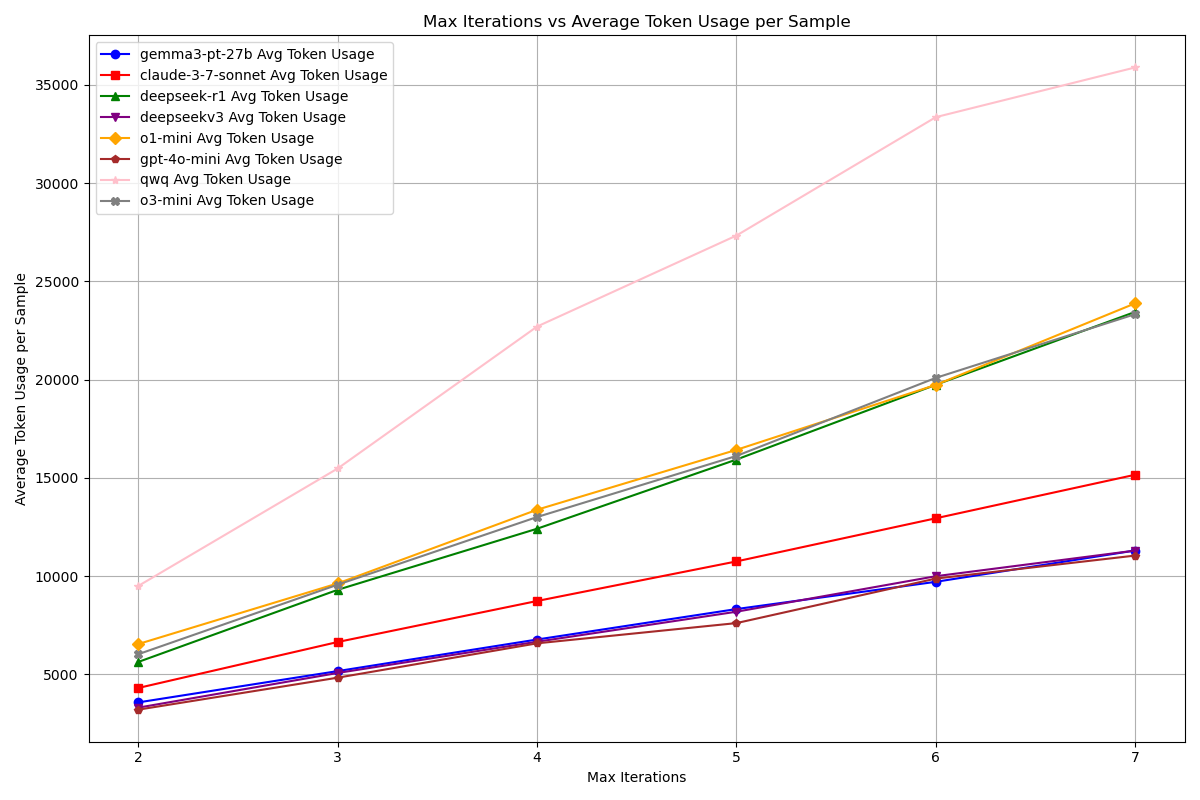 Max Iterations vs Average Token Usage per Sample
gemma3-pt-27b Avg Token Usage
claude-3-7-sonnet Avg Token Usage
deepseek-r1 Avg Token Usage
deepseekv3 Avg Token Usage
o1-mini Avg Token Usage
gpt-4o-mini Avg Token Usage
qwq Avg Token Usage
o3-mini Avg Token Usage
Average Token Usage per Sample
35000
30000
25000
20000
15000
10000
5000
2 3 4 5 6 7
Max Iterations